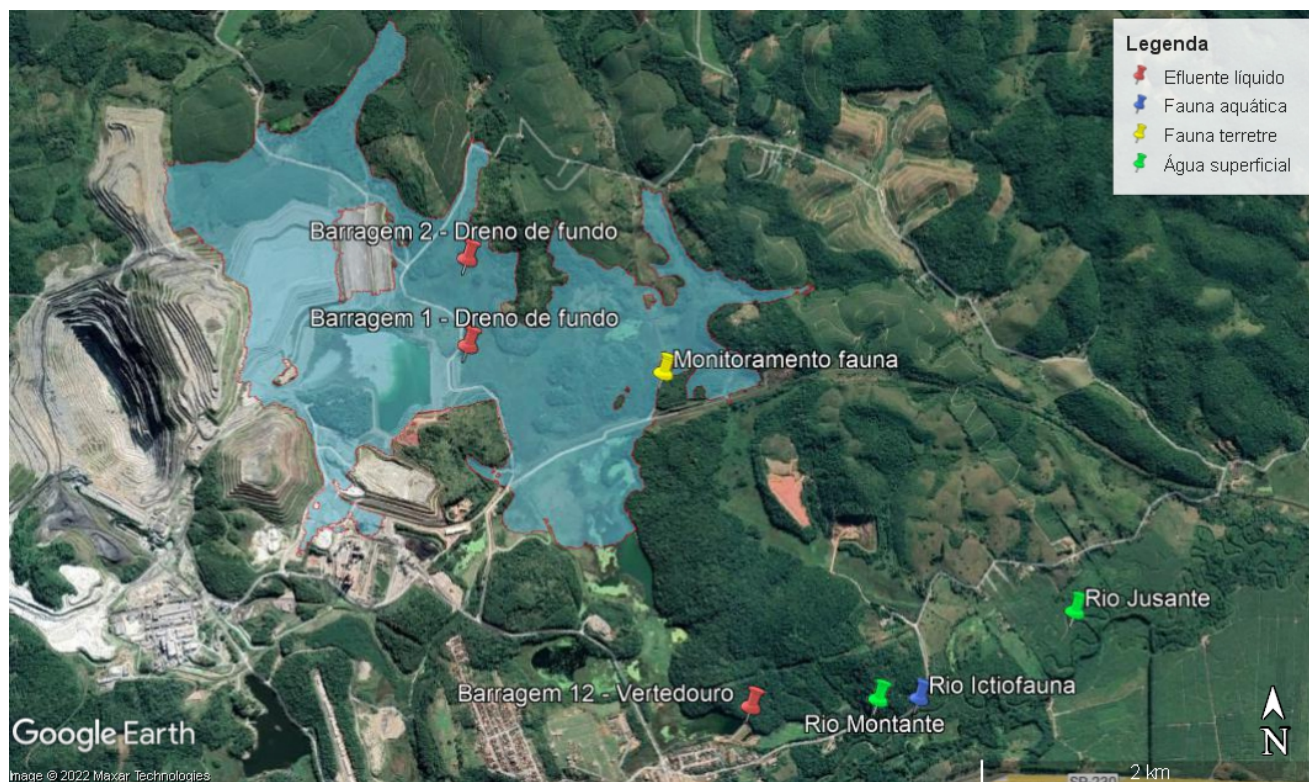 Legenda
Efluente líquido
Fauna aquática
Fauna terretre
Água superficial
Barragem 2 - Dreno de fundo
Barragem 1 - Dreno de fundo
Monitoramento fauna
Rio Jusante
Rio Ictiofauna
Barragem 12 - Vertedouro
Rio Montante
Google Earth
N
2 km
Image © 2022 Maxar Technologies